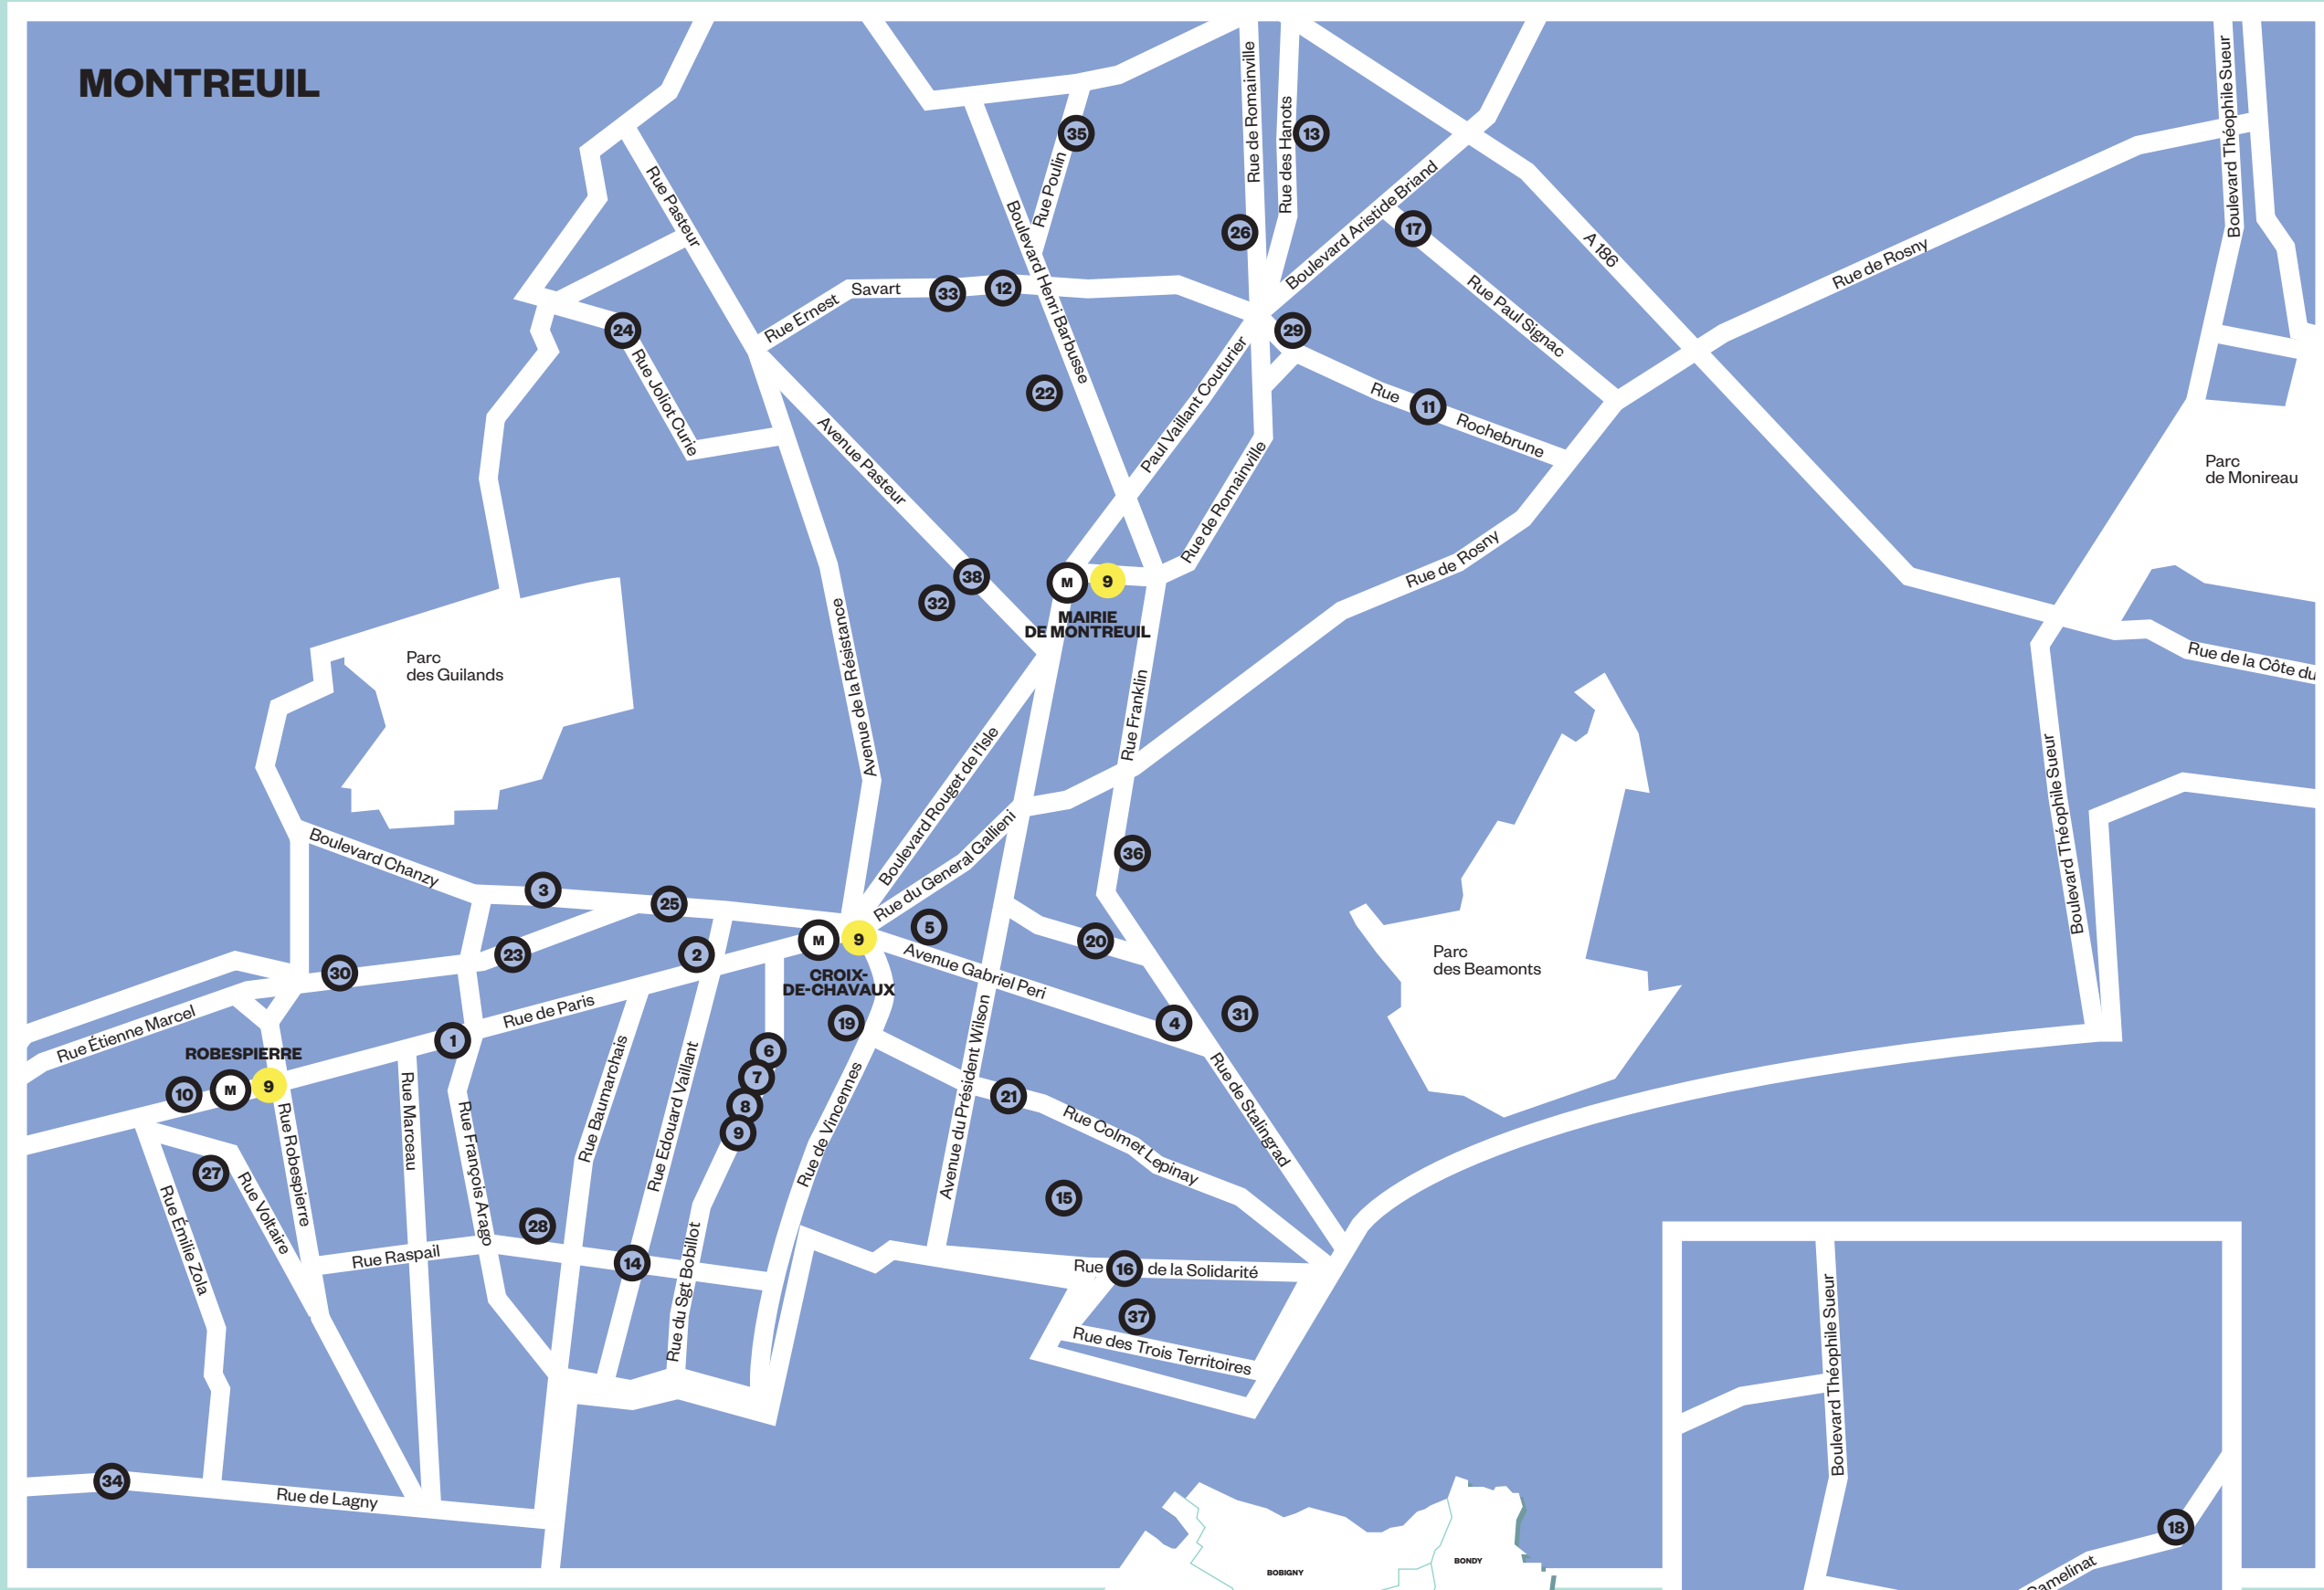 MONTREUIL
Rue de Romainville
Rue des Hanots
13
Boulevard Théophile Sueur
35
Rue Poulin
Rue Pasteur
Boulevard Henri Barbusse
26
Boulevard Aristide Briand
17
A 186
Rue de Rosny
Rue Ernest Savart
33
12
24
Rue Joliot Curie
29
Rue Paul Signac
22
Paul Vaillant Couturier
Rue
11
Rochebrune
Avenue Pasteur
Rue de Romainville
Parc
de Monireau
38
32
M
9
MAIRIE
DE MONTREUIL
Rue de Rosny
Avenue de la Résistance
Parc
des Guilands
Rue Franklin
Rue de la Côte du
Boulevard Rouget de l'Isle
Rue du General Gallieni
36
Boulevard Théophile Sueur
Boulevard Chanzy
3
25
5
20
M
9
CROIX-
DE-CHAVAUX
2
23
30
Avenue Gabriel Peri
Parc
des Beamonts
Rue de Paris
Rue Étienne Marcel
1
19
4
31
ROBESPIERRE
M
9
10
6
7
8
9
Rue Marceau
Rue François Arago
Rue Baumarchais
Rue Edouard Vaillant
Rue de Vincennes
Avenue du Président Wilson
21
Rue Colmet Lepinay
Rue de Stalingrad
Rue Robespierre
27
Rue Voltaire
Rue Émilie Zola
15
28
Rue Raspail
14
Rue du Sgt Bobillot
Rue
16
de la Solidarité
37
Rue des Trois Territoires
34
Rue de Lagny
Boulevard Théophile Sueur
18
BONDY
BOBIGNY